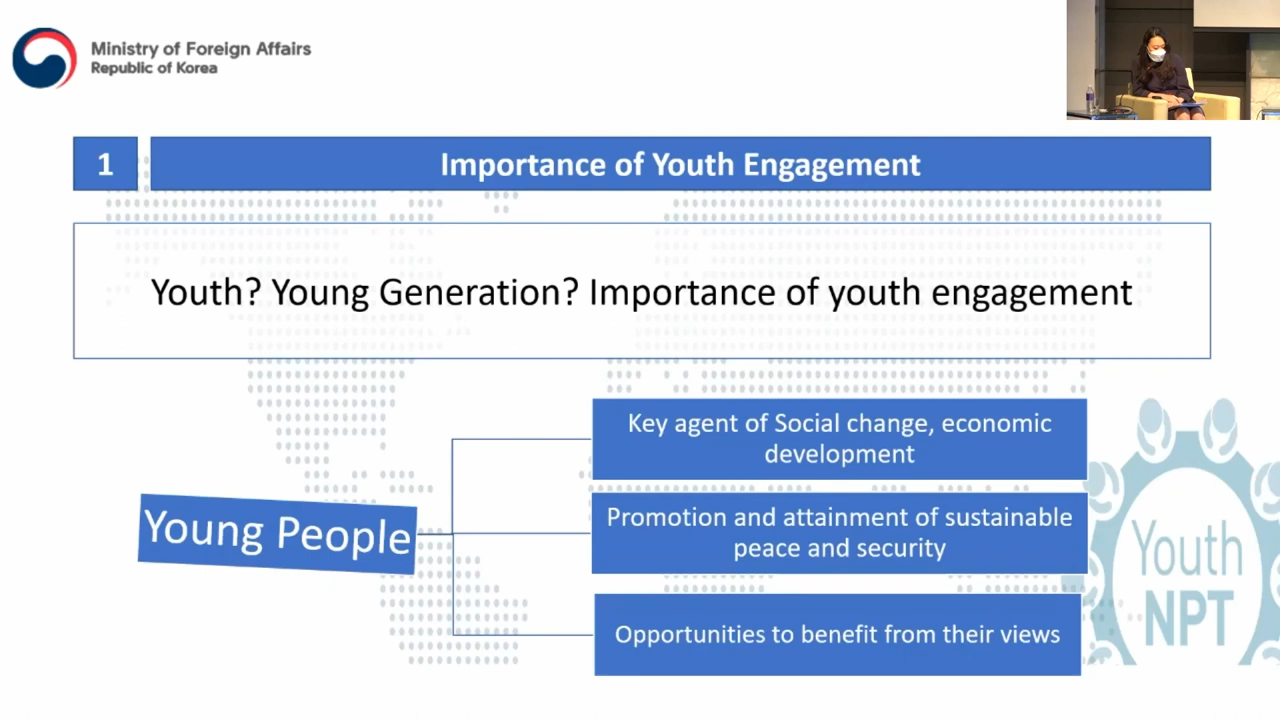 Ministry of Foreign Affairs
Republic of Korea
1
Importance of Youth Engagement
Youth? Young Generation? Importance of youth engagement
Young People
Key agent of Social change, economic
development
Promotion and attainment of sustainable
peace and security
Opportunities to benefit from their views
Youth
NPT